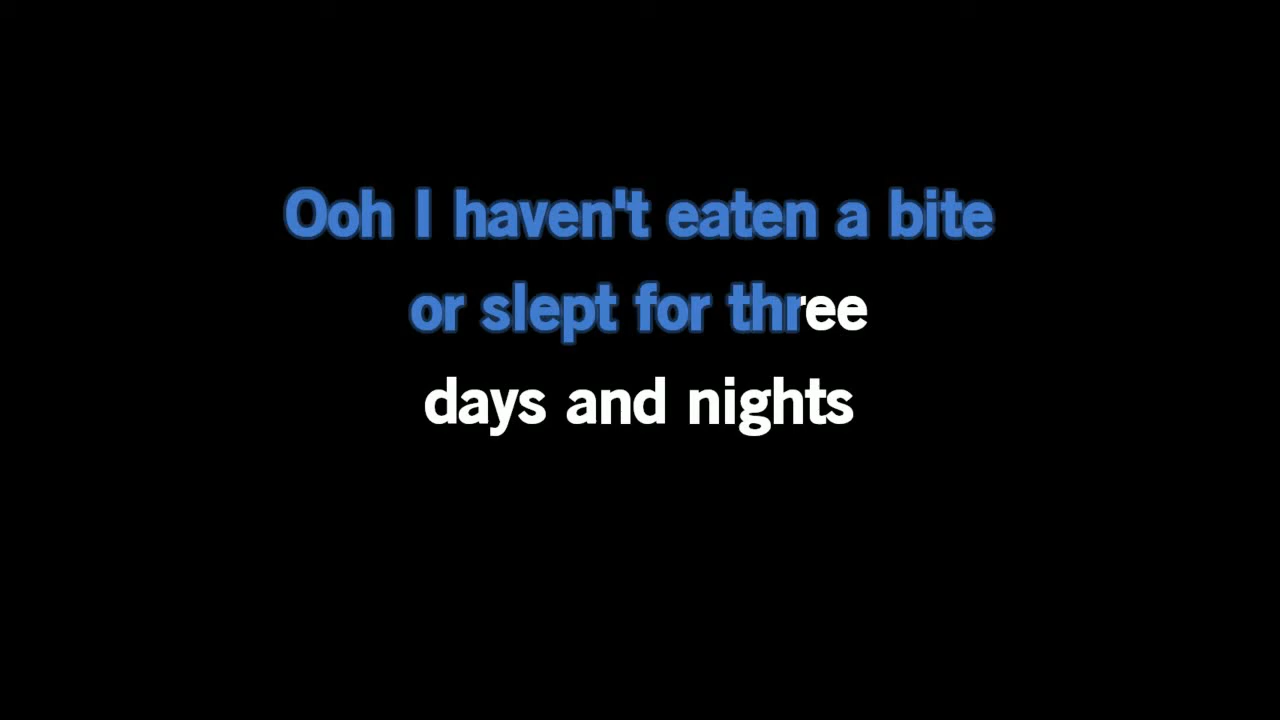 Ooh I haven't eaten a bite
or slept for three
days and nights